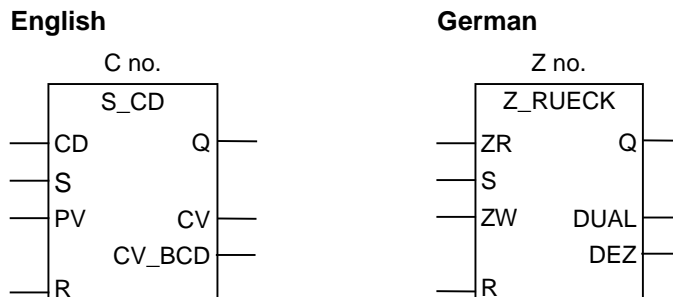 English
C no.
S_CD
CD Q
S
PV CV
CV_BCD
R
German
Z no.
Z_RUECK
ZR Q
S
ZW DUAL
DEZ
R